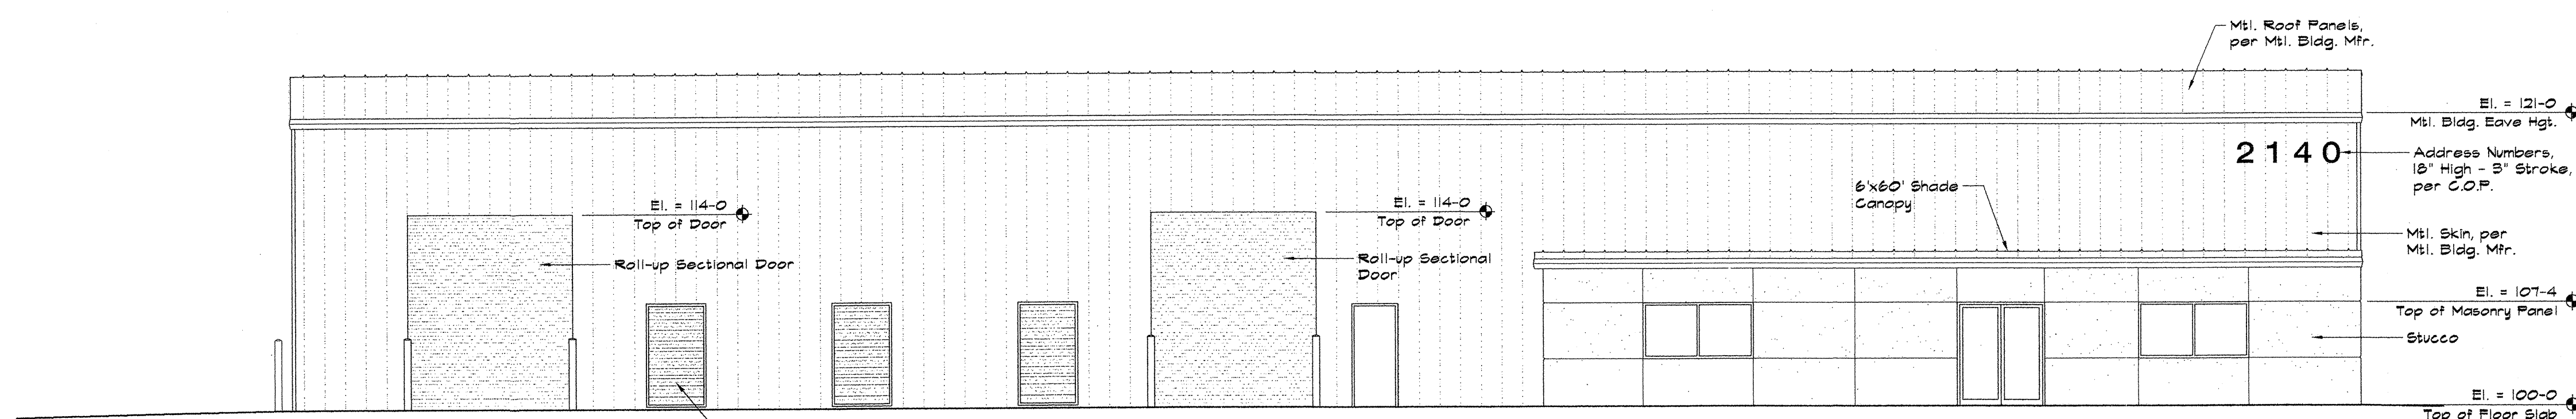 Mtl. Roof Panels,
per Mtl. Bldg. Mfr.
El. = 121-0
Mtl. Bldg. Eave Hgt.
2140
Address Numbers,
18" High - 3" Stroke,
per C.O.P.
6'x60' Shade
Canopy
El. = 114-0
Top of Door
El. = 114-0
Top of Door
Mtl. Skin, per
Mtl. Bldg. Mfr.
Roll-up Sectional Door
Roll-up Sectional
Door
El. = 107-4
Top of Masonry Panel
Stucco
El. = 100-0
Top of Floor Slab